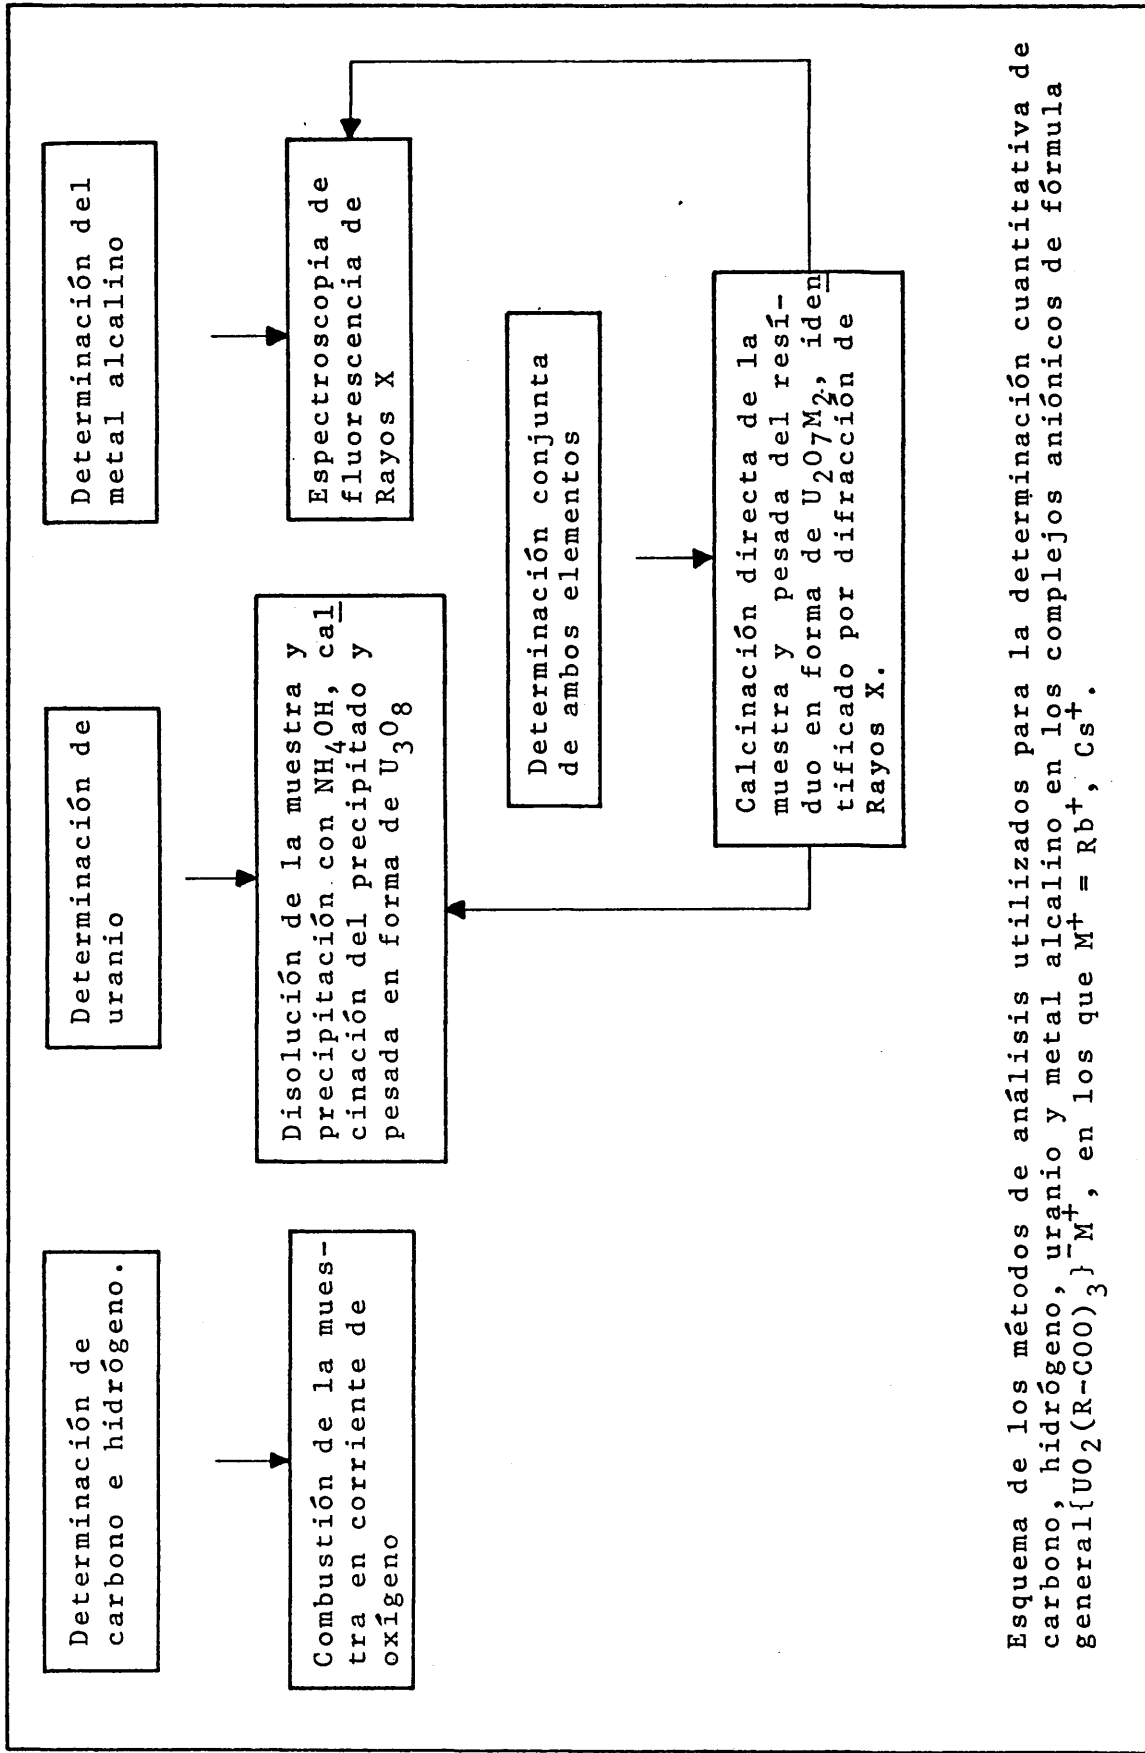 Determinación de
carbono e hidrógeno.
Combustión de la mues-
tra en corriente de
oxígeno
Determinación de
uranio
Disolución de la muestra y
precipitación con NH₄OH, cal
cinación del precipitado y
pesada en forma de U₃O₈
Determinación del
metal alcalino
Espectroscopia de
fluorescencia de
Rayos X
Determinación conjunta
de ambos elementos
Calcinación directa de la
muestra y pesada del resí-
duo en forma de U₂O₇M₂, iden
tificado por difracción de
Rayos X.
Esquema de los métodos de análisis utilizados para la determinación cuantitativa de
carbono, hidrógeno, uranio y metal alcalino en los complejos aniónicos de fórmula
general{UO₂(R-COO)₃}⁻M⁺, en los que M⁺ = Rb⁺, Cs⁺.